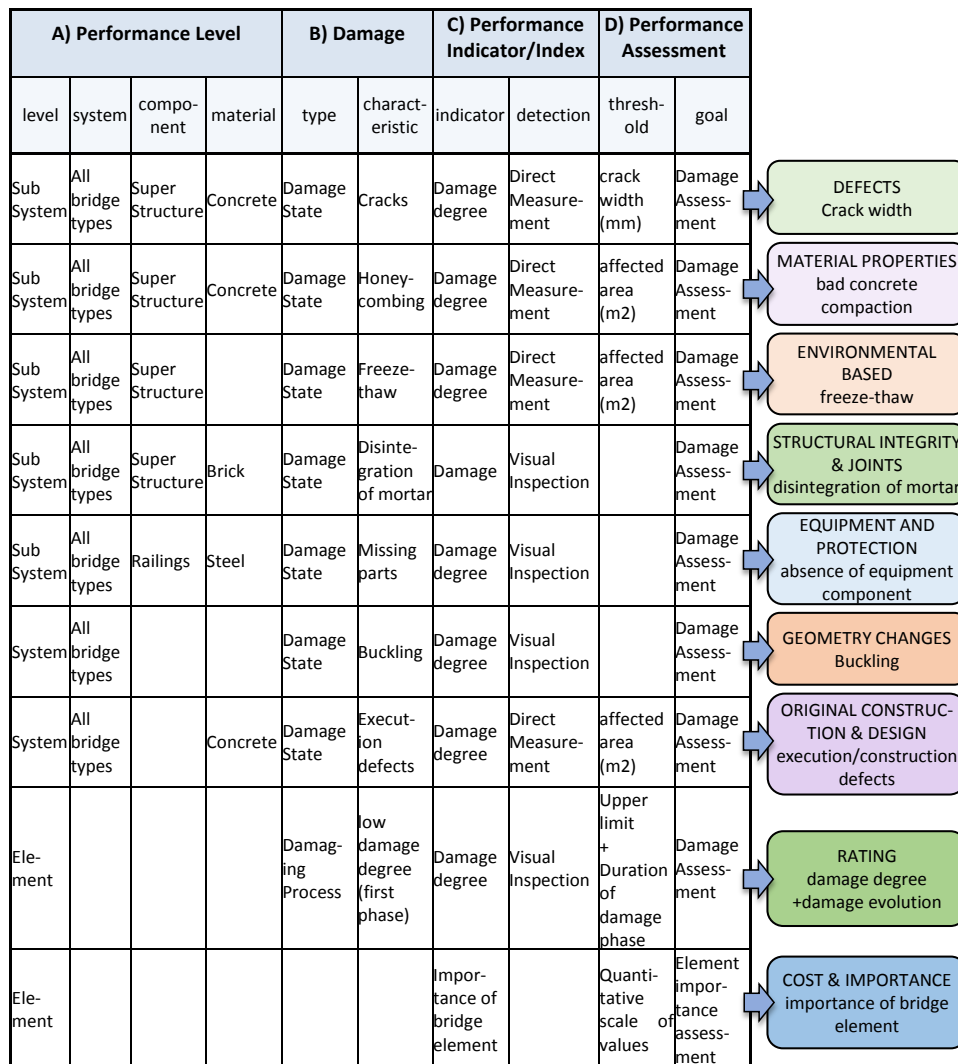 A) Performance Level
B) Damage
C) Performance
Indicator/Index
D) Performance
Assessment
level
system
compo-
nent
material
type
charact-
eristic
indicator
detection
thresh-
old
goal
Sub
System
All
bridge
types
Super
Structure
Concrete
Damage
State
Cracks
Damage
degree
Direct
Measure-
ment
crack
width
(mm)
Damage
Assess-
ment
DEFECTS
Crack width
Sub
System
All
bridge
types
Super
Structure
Concrete
Damage
State
Honey-
combing
Damage
degree
Direct
Measure-
ment
affected
area
(m2)
Damage
Assess-
ment
MATERIAL PROPERTIES
bad concrete
compaction
Sub
System
All
bridge
types
Super
Structure
Damage
State
Freeze-
thaw
Damage
degree
Direct
Measure-
ment
affected
area
(m2)
Damage
Assess-
ment
ENVIRONMENTAL
BASED
freeze-thaw
Sub
System
All
bridge
types
Super
Structure
Brick
Damage
State
Disinte-
gration
of mortar
Damage
Visual
Inspection
Damage
Assess-
ment
STRUCTURAL INTEGRITY
& JOINTS
disintegration of mortar
Sub
System
All
bridge
types
Railings
Steel
Damage
State
Missing
parts
Damage
degree
Visual
Inspection
Damage
Assess-
ment
EQUIPMENT AND
PROTECTION
absence of equipment
component
System
All
bridge
types
Damage
State
Buckling
Damage
degree
Visual
Inspection
Damage
Assess-
ment
GEOMETRY CHANGES
Buckling
System
All
bridge
types
Concrete
Damage
State
Execut-
ion
defects
Damage
degree
Direct
Measure-
ment
affected
area
(m2)
Damage
Assess-
ment
ORIGINAL CONSTRUC-
TION & DESIGN
execution/construction
defects
Ele-
ment
Damag-
ing
Process
low
damage
degree
(first
phase)
Damage
degree
Visual
Inspection
Upper
limit
+
Duration
of
damage
phase
Damage
Assess-
ment
RATING
damage degree
+damage evolution
Ele-
ment
Impor-
tance of
bridge
element
Quanti-
tative
scale of
values
Element
impor-
tance
assess-
ment
COST & IMPORTANCE
importance of bridge
element